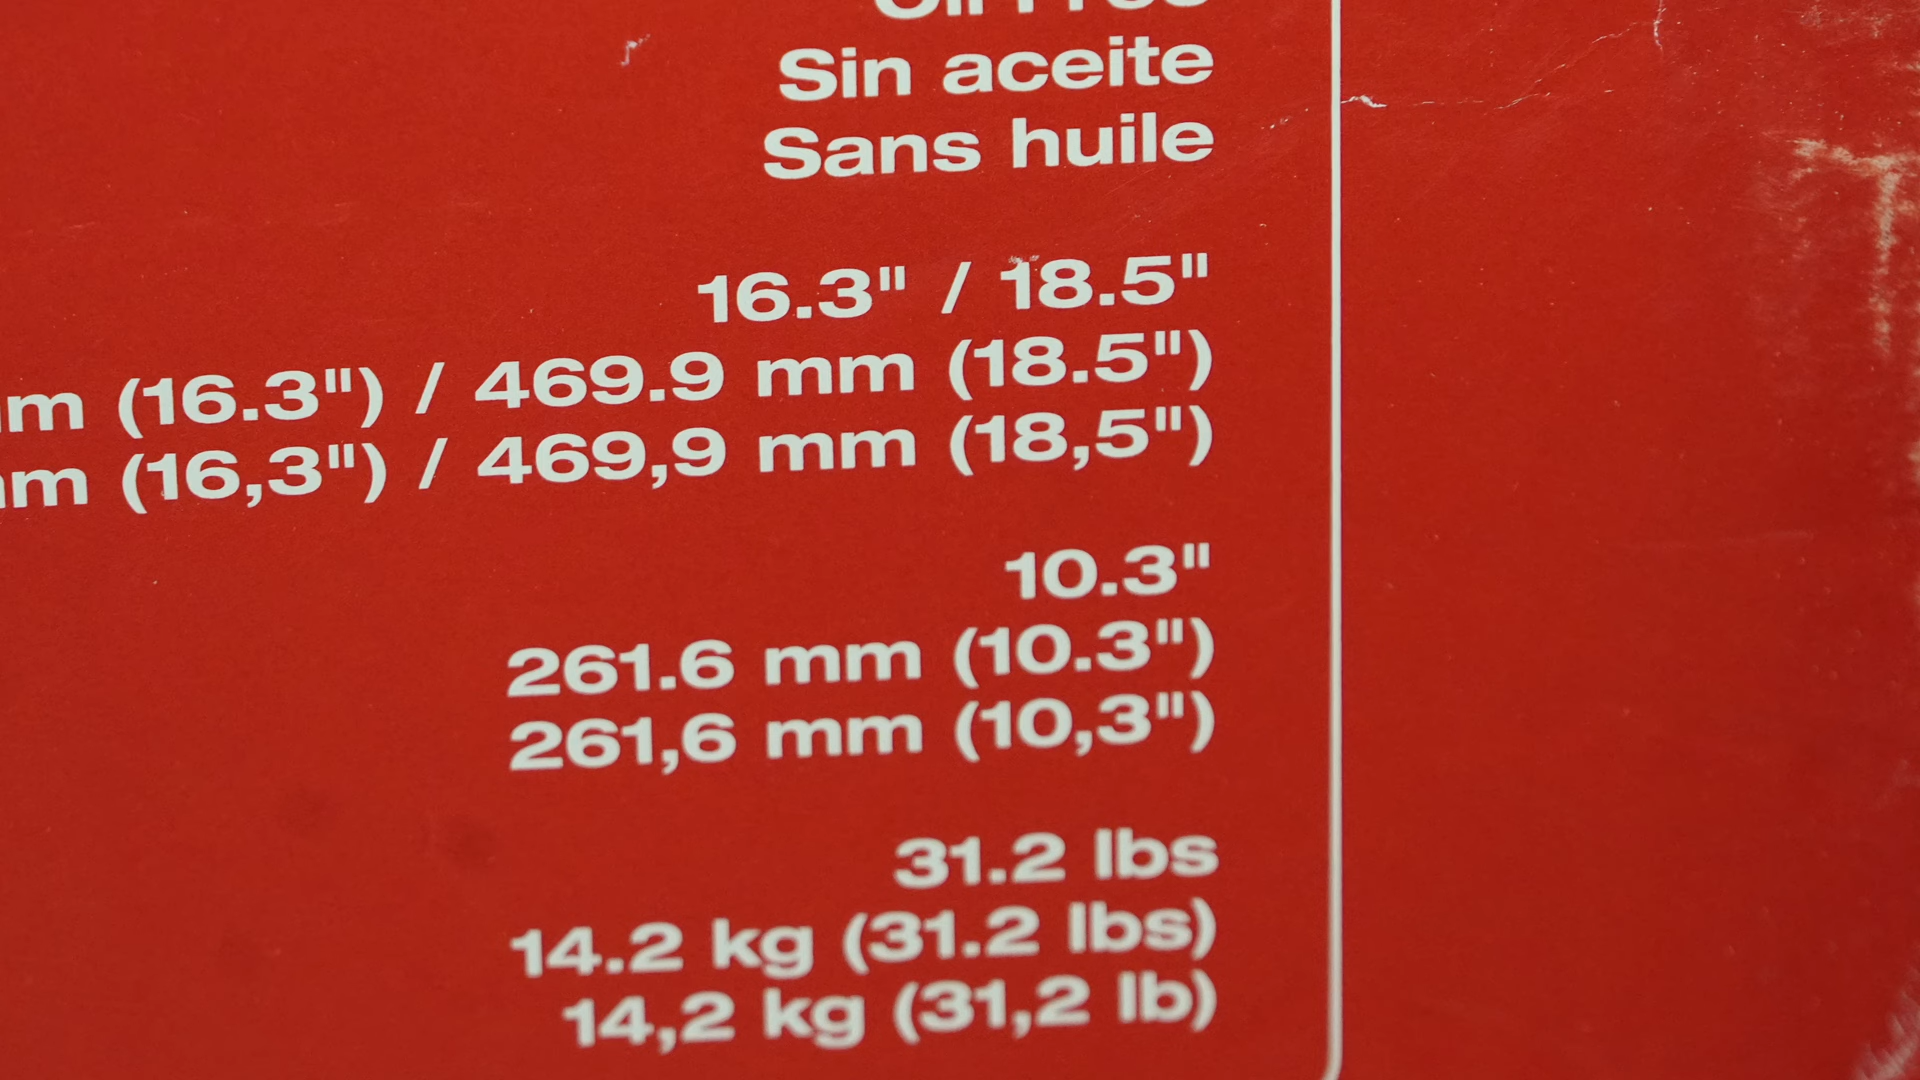 Oil Free
Sin aceite
Sans huile
16.3" / 18.5"
(16.3") / 469.9 mm (18.5")
(16,3") / 469,9 mm (18,5")
10.3"
261.6 mm (10.3")
261,6 mm (10,3")
31.2 lbs
14.2 kg (31.2 lbs)
14,2 kg (31,2 lb)